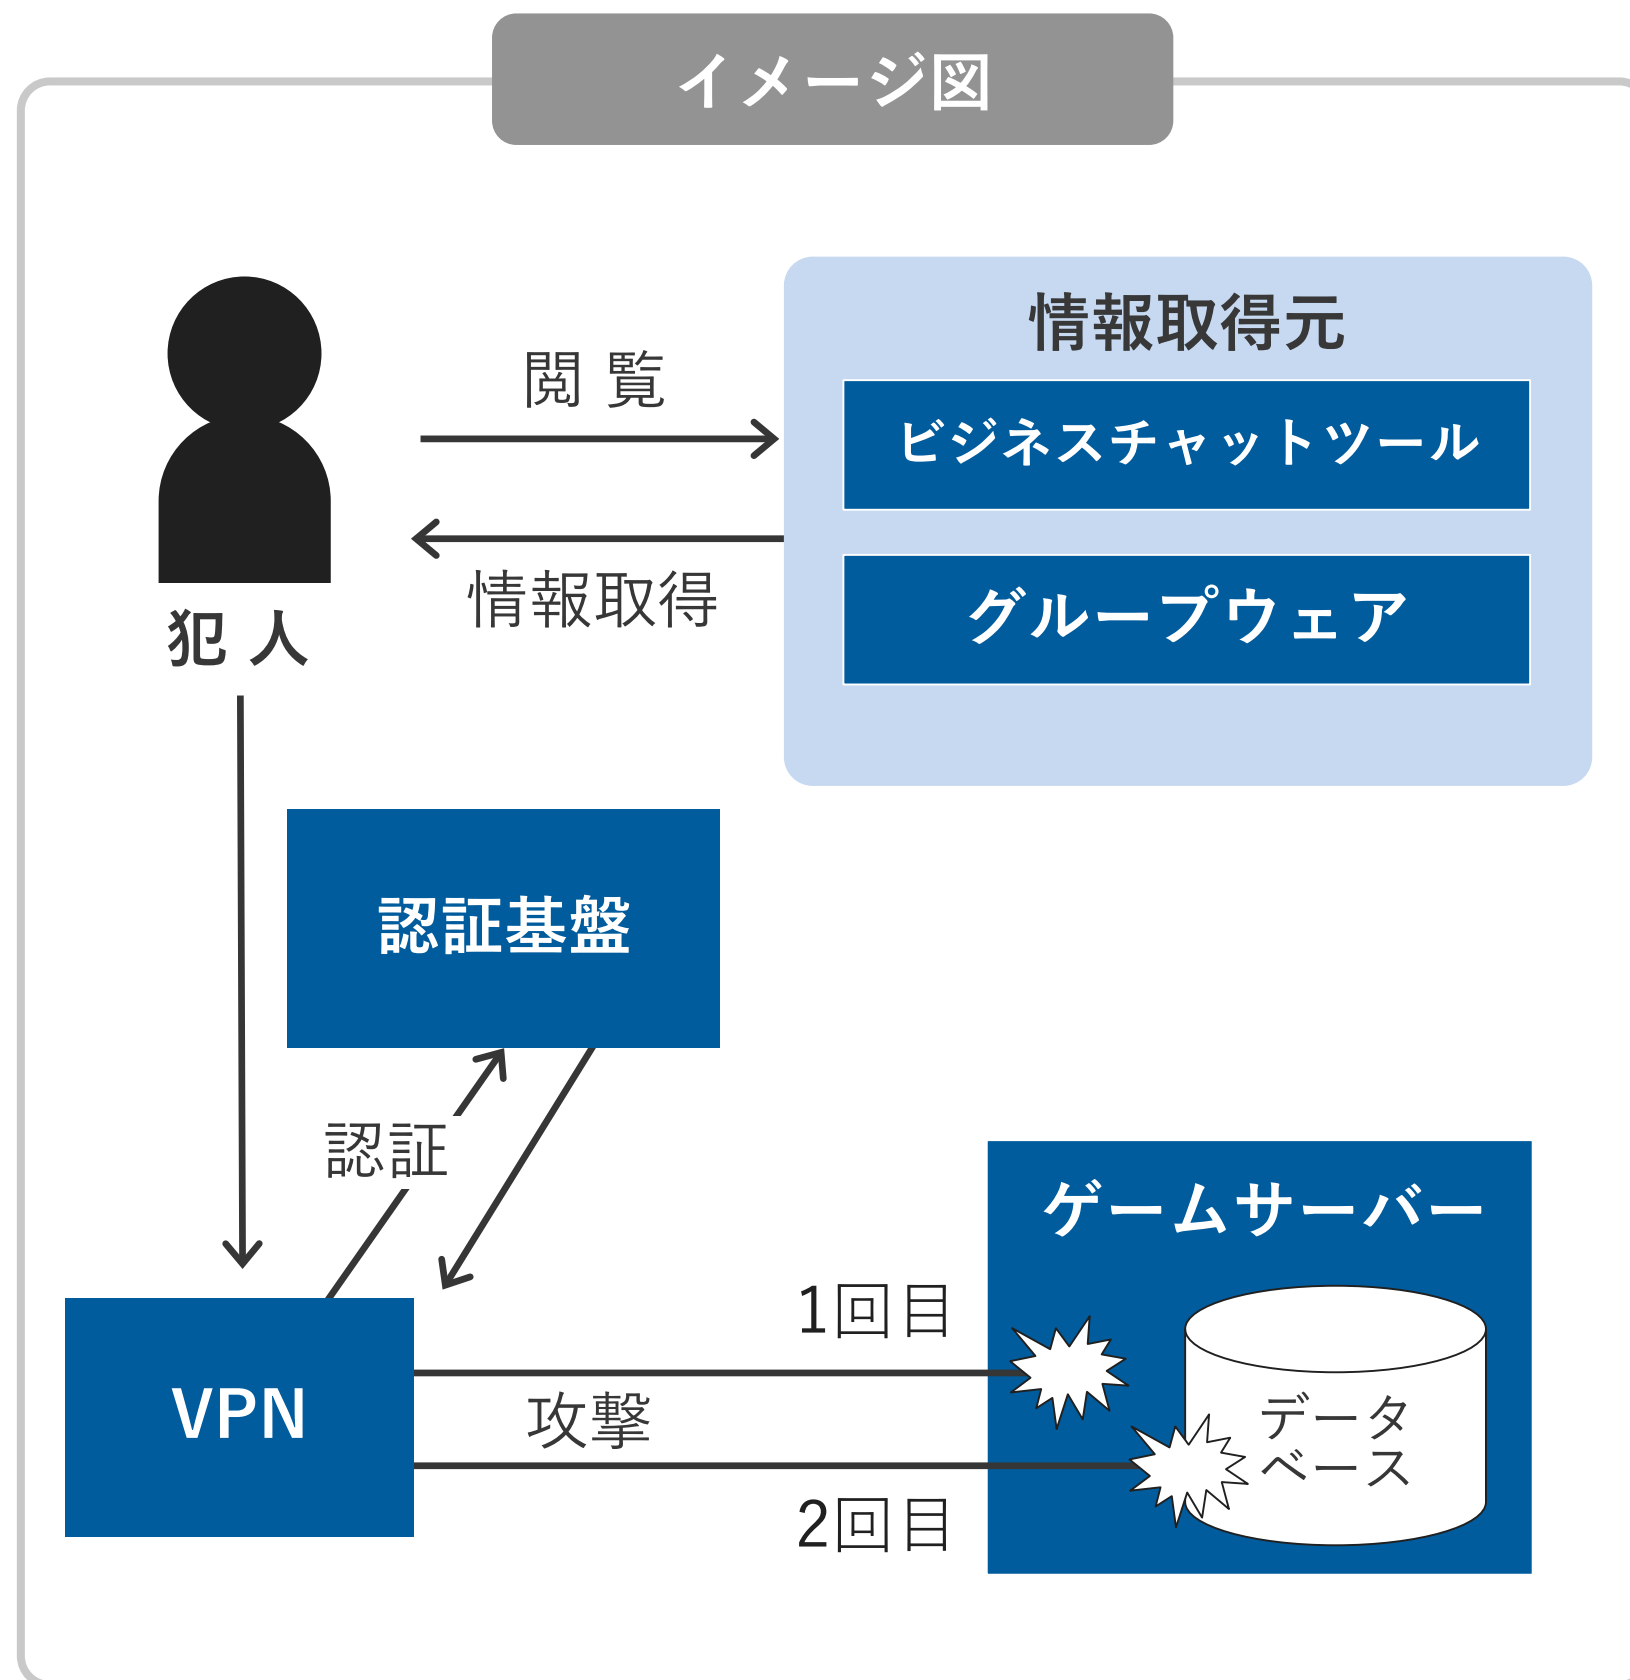 イメージ図
情報取得元
閲覧
ビジネスチャットツール
グループウェア
情報取得
犯人
認証基盤
認証
ゲームサーバー
1回目
VPN
攻撃
データ
ベース
2回目